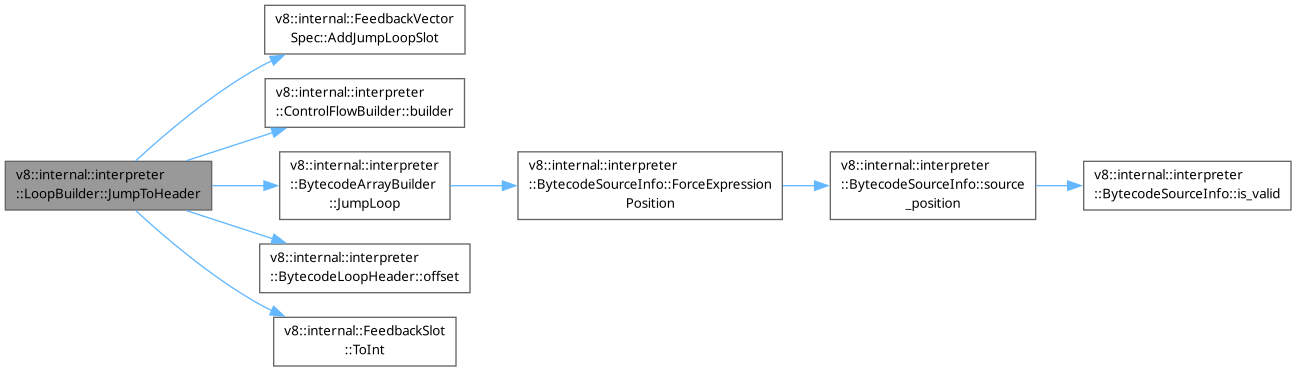 v8::internal::FeedbackVector
Spec::AddJumpLoopSlot
v8::internal::interpreter
::ControlFlowBuilder::builder
v8::internal::interpreter
::LoopBuilder::JumpToHeader
v8::internal::interpreter
::BytecodeArrayBuilder
::JumpLoop
v8::internal::interpreter
::BytecodeSourceInfo::ForceExpression
Position
v8::internal::interpreter
::BytecodeSourceInfo::source
_position
v8::internal::interpreter
::BytecodeSourceInfo::is_valid
v8::internal::interpreter
::BytecodeLoopHeader::offset
v8::internal::FeedbackSlot
::ToInt